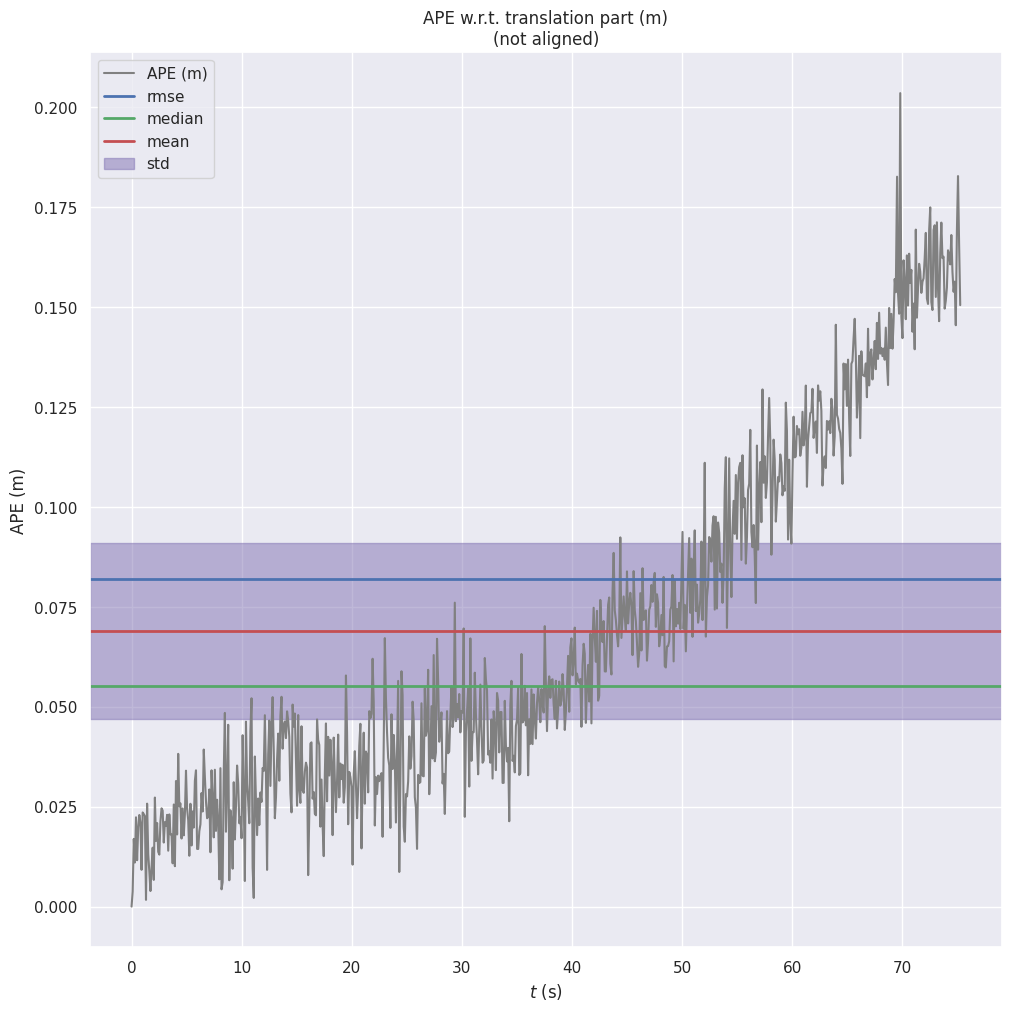 APE w.r.t. translation part (m)
(not aligned)
APE (m)
rmse
median
mean
std
0.200
0.175
0.150
0.125
0.100
0.075
0.050
0.025
0.000
APE (m)
0 10 20 30 40 50 60 70
t (s)